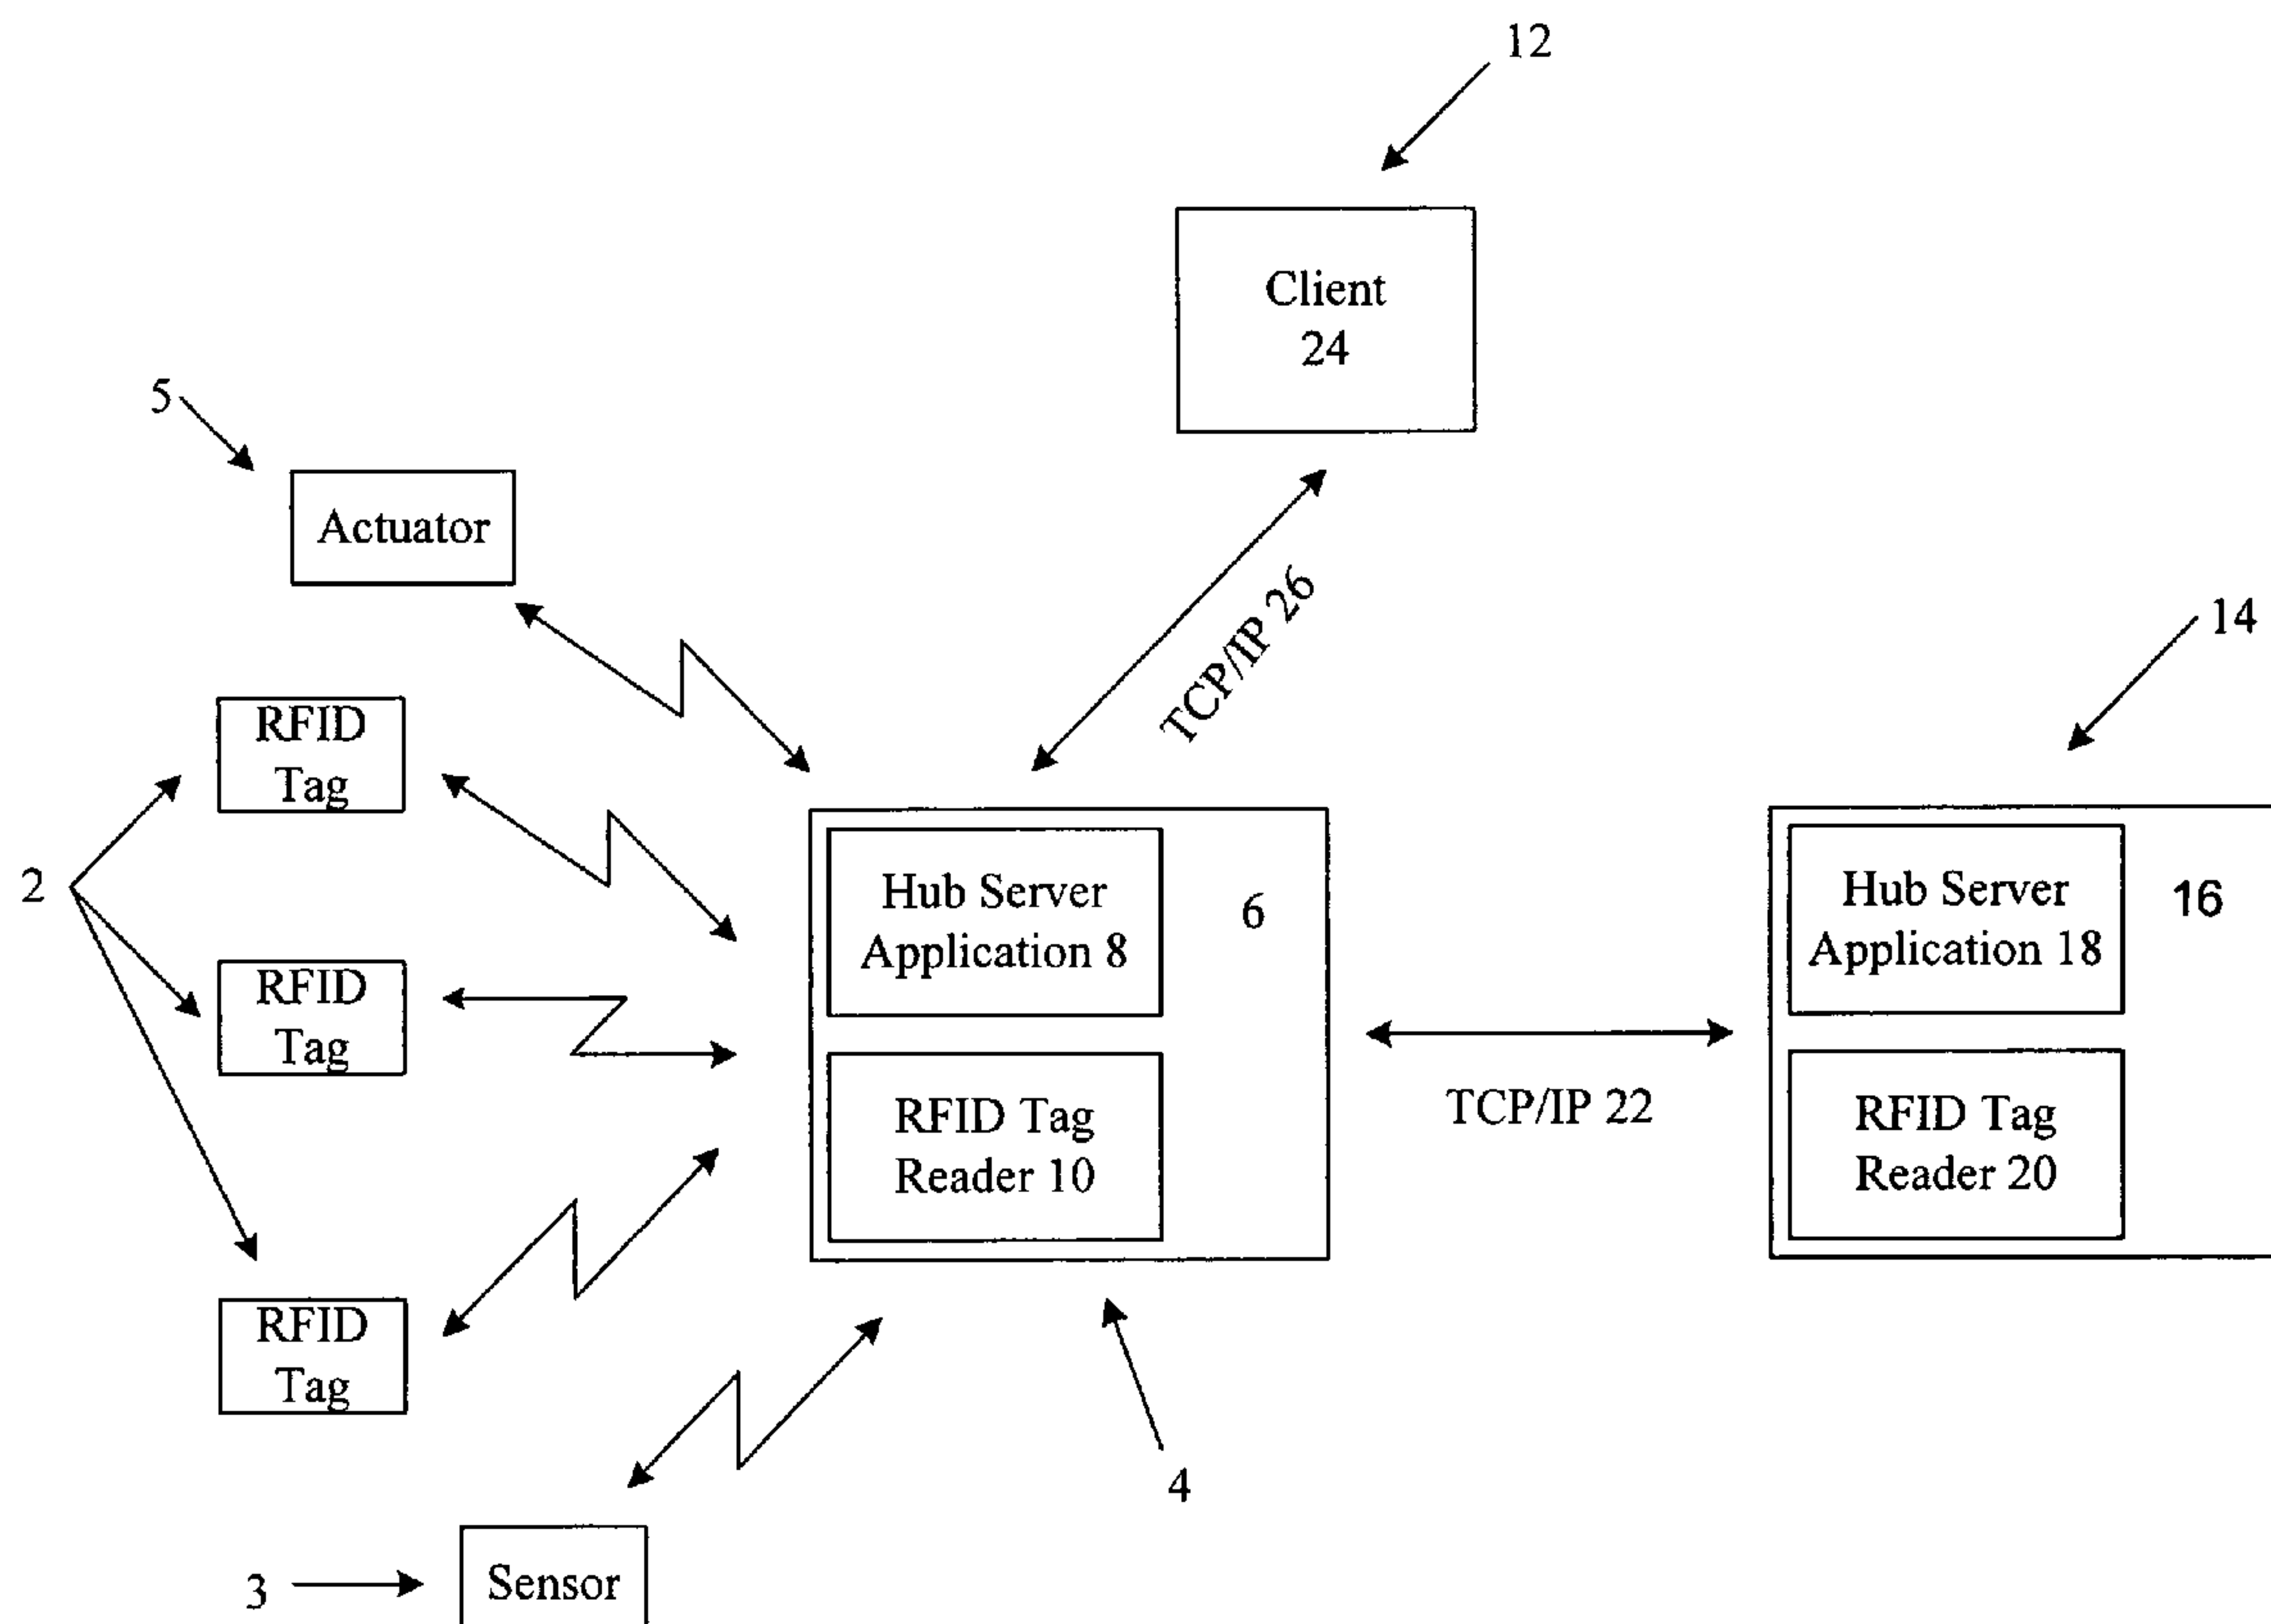 12
Client
24
5
Actuator
TCP/IP 26
14
RFID
Tag
2
Hub Server
Application 8
6
Hub Server
Application 18
16
RFID
Tag
TCP/IP 22
RFID Tag
Reader 10
RFID Tag
Reader 20
RFID
Tag
4
3
Sensor